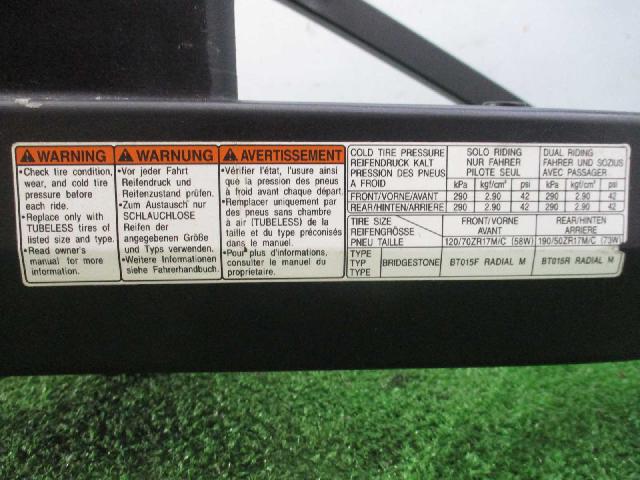 WARNING
•Check tire condition,
wear, and cold tire
pressure before
each ride.
•Replace only with
TUBELESS tires of
listed size and type.
•Read owner's
manual for more
information.
WARNUNG
•Vor jeder Fahrt
Reifendruck und
Reitenzustand prüfen.
•Zum Austausch nur
SCHLAUCHLOSE
Reifen der
angegebenen Größe
und Typs verwenden.
•Weitere Informationen
siehe Fahrerhandbuch.
AVERTISSEMENT
•Vérifier l'état, l'usure ainsi
que la pression des pneus
à froid avant chaque départ.
•Remplacer uniquement par
des pneus sans chambre
à air (TUBELESS) de la
taille et du type préconisés
dans le manuel.
•Pour plus d'informations,
consulter le manuel du
proprietaire.
COLD TIRE PRESSURE
REIFENDRUCK KALT
PRESSION DES PNEUS
A FROID
SOLO RIDING
NUR FAHRER
PILOTE SEUL
DUAL RIDING
FAHRER UND SOZIUS
AVEC PASSAGER
kPa kgf/cm² psi kPa kgf/cm² psi
FRONT/VORNE/AVANT 290 2.90 42 290 2.90 42
REAR/HINTEN/ARRIERE 290 2.90 42 290 2.90 42
TIRE SIZE
REIFENGRÖSSE
PNEU TAILLE
FRONT/VORNE
AVANT
REAR/HINTEN
ARRIERE
120/70ZR17M/C (58W) 190/50ZR17M/C (73W)
TYPE
TYP
TYPE
BRIDGESTONE BT015F RADIAL M BT015R RADIAL M